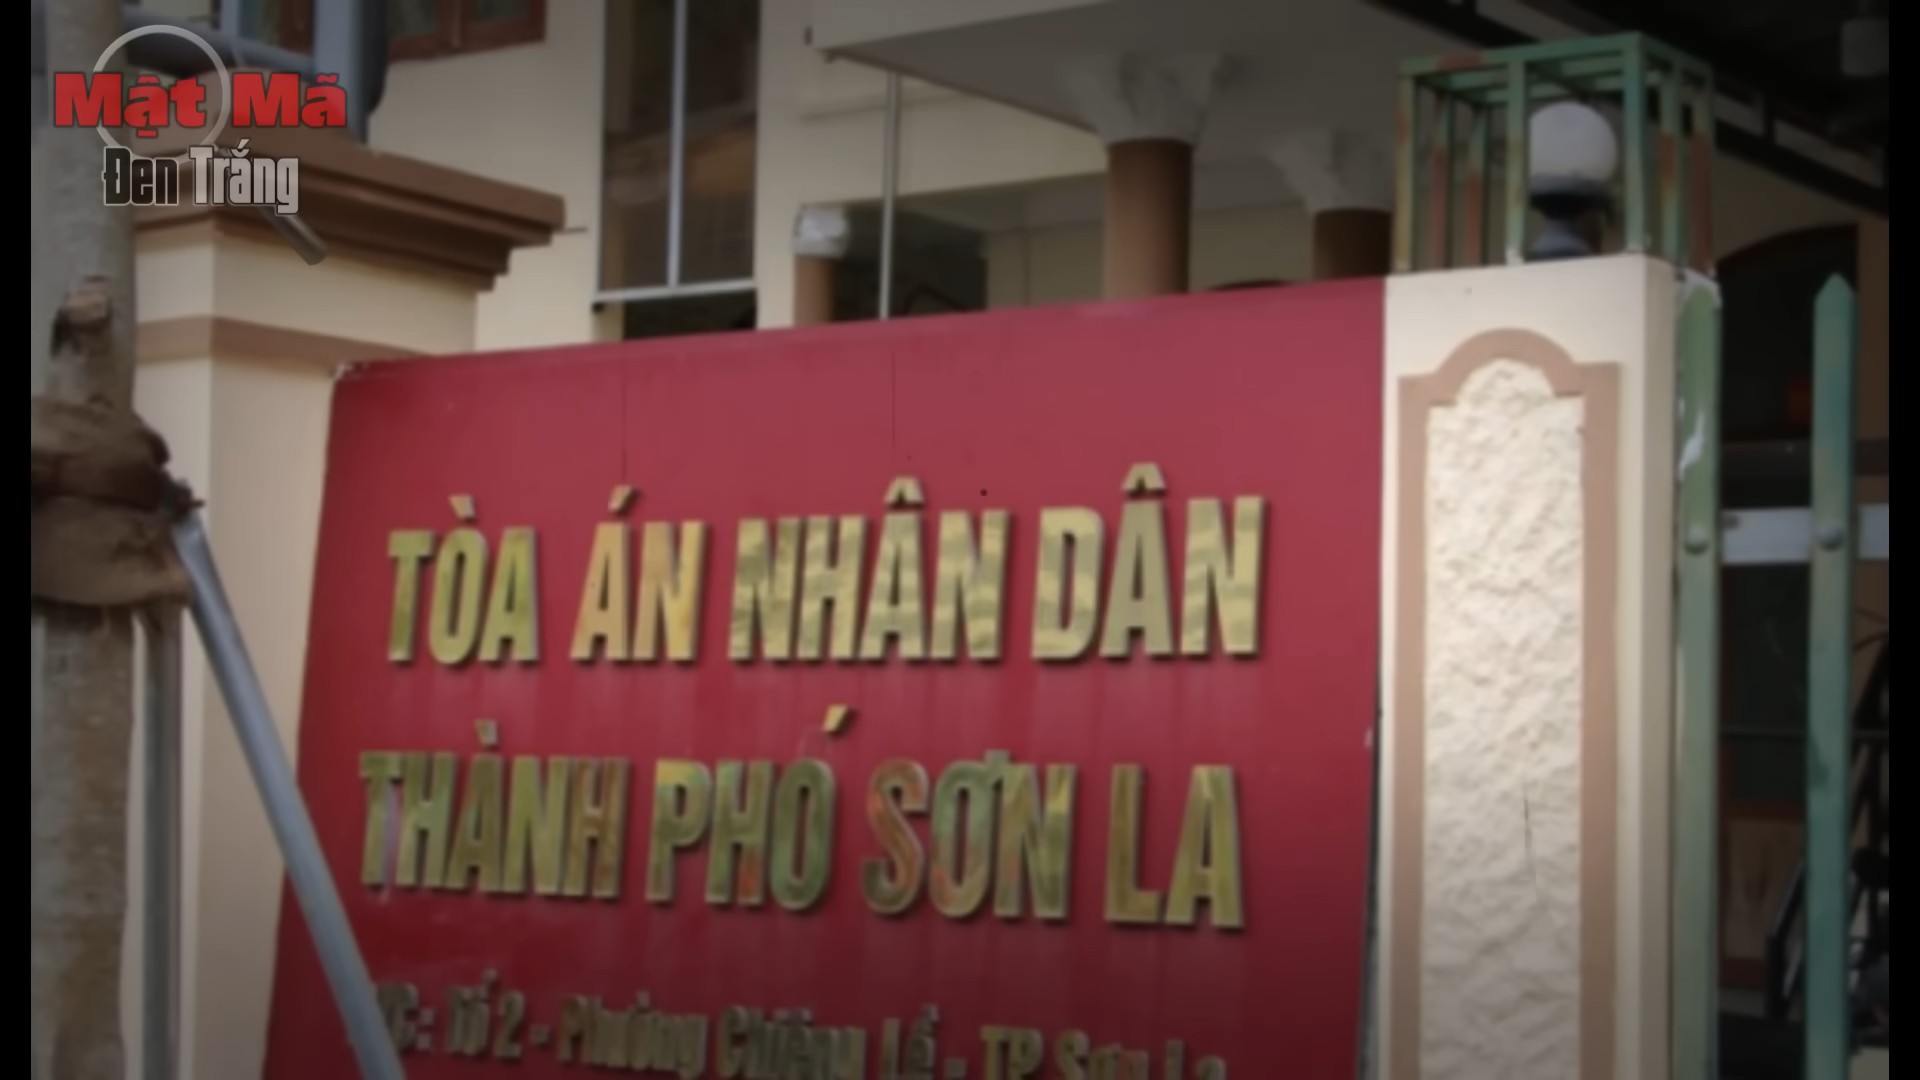 Mật Mã
Đen Trắng
TÒA ÁN NHÂN DÂN
THÀNH PHỐ SƠN LA
ĐC: Tổ 2 - Phường Chiềng Lề - TP Sơn La